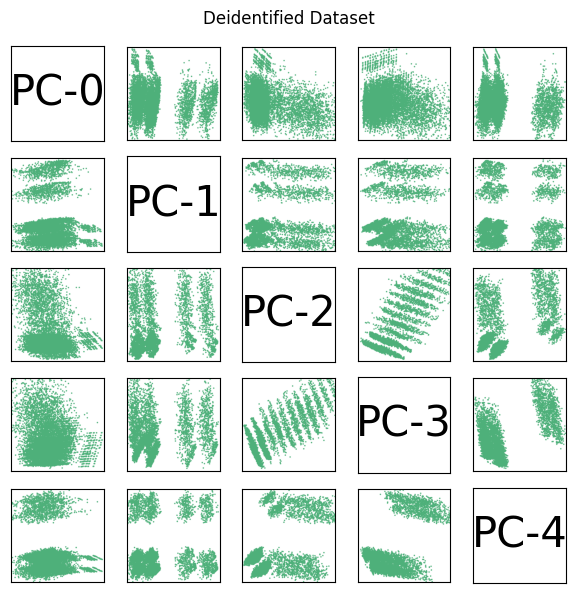 Deidentified Dataset
PC-0
PC-1
PC-2
PC-3
PC-4